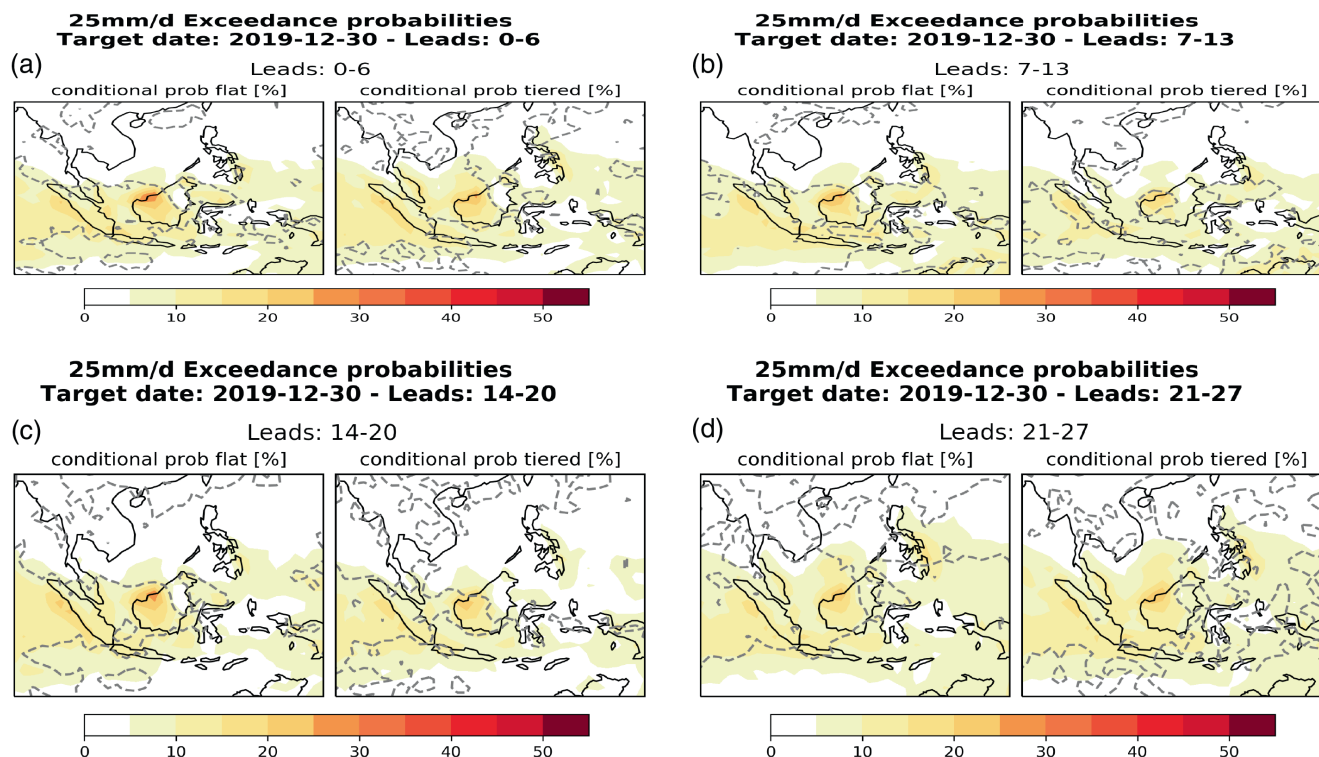 25mm/d Exceedance probabilities
Target date: 2019-12-30 - Leads: 0-6
(a)
Leads: 0-6
conditional prob flat [%] conditional prob tiered [%]
0 10 20 30 40 50
25mm/d Exceedance probabilities
Target date: 2019-12-30 - Leads: 7-13
(b)
Leads: 7-13
conditional prob flat [%] conditional prob tiered [%]
0 10 20 30 40 50
25mm/d Exceedance probabilities
Target date: 2019-12-30 - Leads: 14-20
(c)
Leads: 14-20
conditional prob flat [%] conditional prob tiered [%]
0 10 20 30 40 50
25mm/d Exceedance probabilities
Target date: 2019-12-30 - Leads: 21-27
(d)
Leads: 21-27
conditional prob flat [%] conditional prob tiered [%]
0 10 20 30 40 50